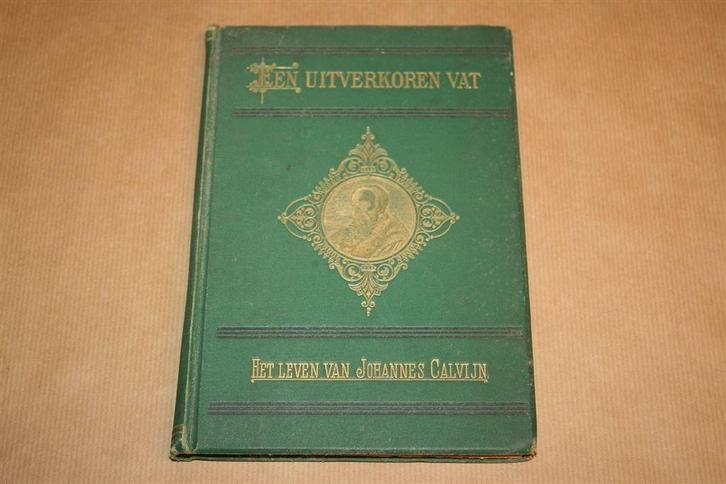 EEN UITVERKOREN VAT
HET LEVEN VAN JOHANNES CALVIJN.